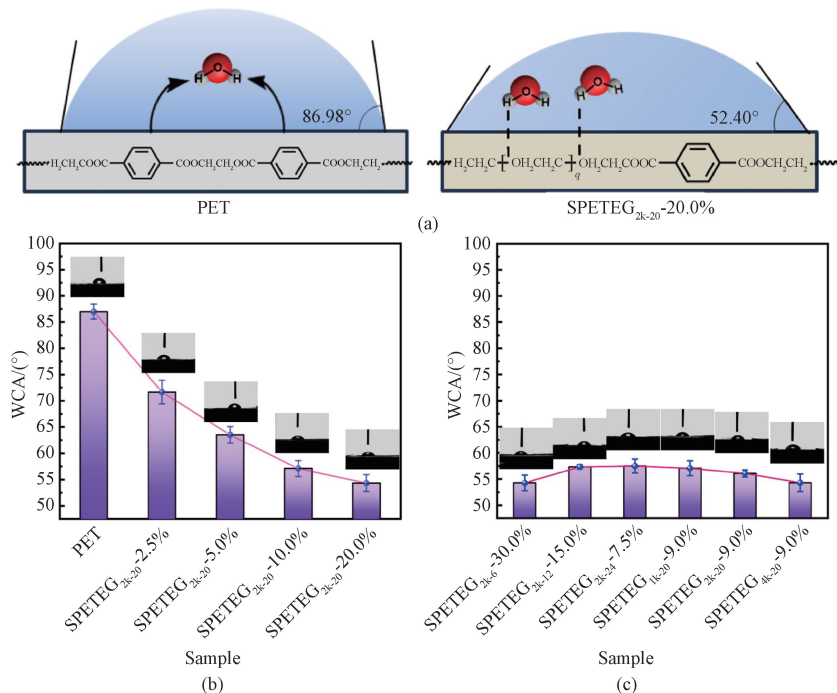 H O H
86.98°
H₂CH₂COOC COOCH₂CH₂OOC COOCH₂CH₂
PET
H O H H O H
52.40°
H₂CH₂C OH₂CH₂C q OH₂CH₂COOC COOCH₂CH₂
SPETEG2k-20-20.0%
(a)
WCA/(°)
100
95
90
85
80
75
70
65
60
55
50
PET
SPETEG2k-20-2.5%
SPETEG2k-20-5.0%
SPETEG2k-20-10.0%
SPETEG2k-20-20.0%
Sample
(b)
WCA/(°)
100
95
90
85
80
75
70
65
60
55
50
SPETEG2k-6-30.0%
SPETEG2k-12-15.0%
SPETEG2k-24-7.5%
SPETEG1k-20-9.0%
SPETEG2k-20-9.0%
SPETEG4k-20-9.0%
Sample
(c)